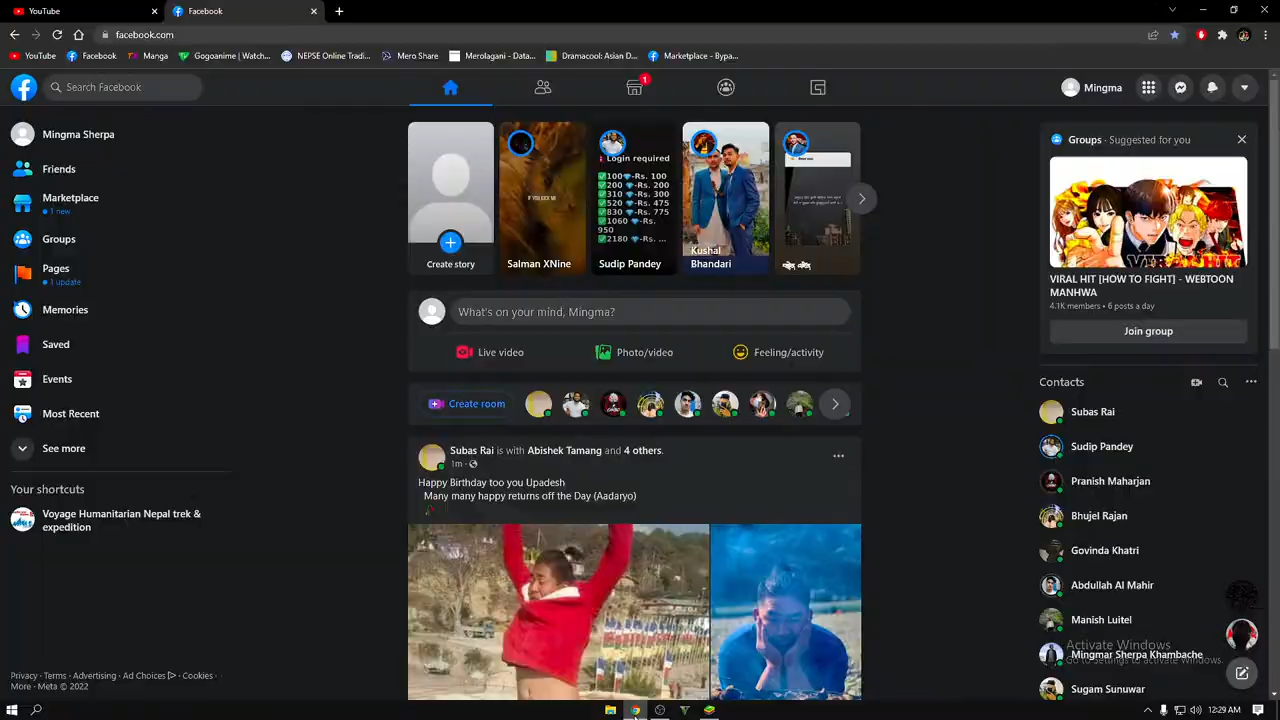 YouTube
Facebook
facebook.com
YouTube
Facebook
Manga
Gogoanime | Watch...
NEPSE Online Tradi...
Mero Share
Merolagani - Data...
Dramacool: Asian D...
Marketplace - Bypa...
Search Facebook
1
Mingma
Mingma Sherpa
Friends
Marketplace
1 new
Groups
Pages
1 update
Memories
Saved
Events
Most Recent
See more
Your shortcuts
Voyage Humanitarian Nepal trek &
expedition
Privacy · Terms · Advertising · Ad Choices · Cookies ·
More · Meta © 2022
Create story
IF YOU KICK ME
Salman XNine
Login required
100 -Rs. 100
200 -Rs. 200
310 -Rs. 300
520 -Rs. 475
830 -Rs. 775
1060 -Rs.
950
2180 -Rs. ...
Sudip Pandey
Kushal
Bhandari
What's on your mind, Mingma?
Live video
Photo/video
Feeling/activity
Create room
Subas Rai is with Abishek Tamang and 4 others.
1m ·
Happy Birthday too you Upadesh
Many many happy returns off the Day (Aadaryo)
Groups · Suggested for you
VIRAL HIT [HOW TO FIGHT] - WEBTOON
MANHWA
4.1K members • 6 posts a day
Join group
Contacts
Subas Rai
Sudip Pandey
Pranish Maharjan
Bhujel Rajan
Govinda Khatri
Abdullah Al Mahir
Manish Luitel
Mingmar Sherpa Khambache
Sugam Sunuwar
Activate Windows
Go to Settings to activate Windows.
12:29 AM